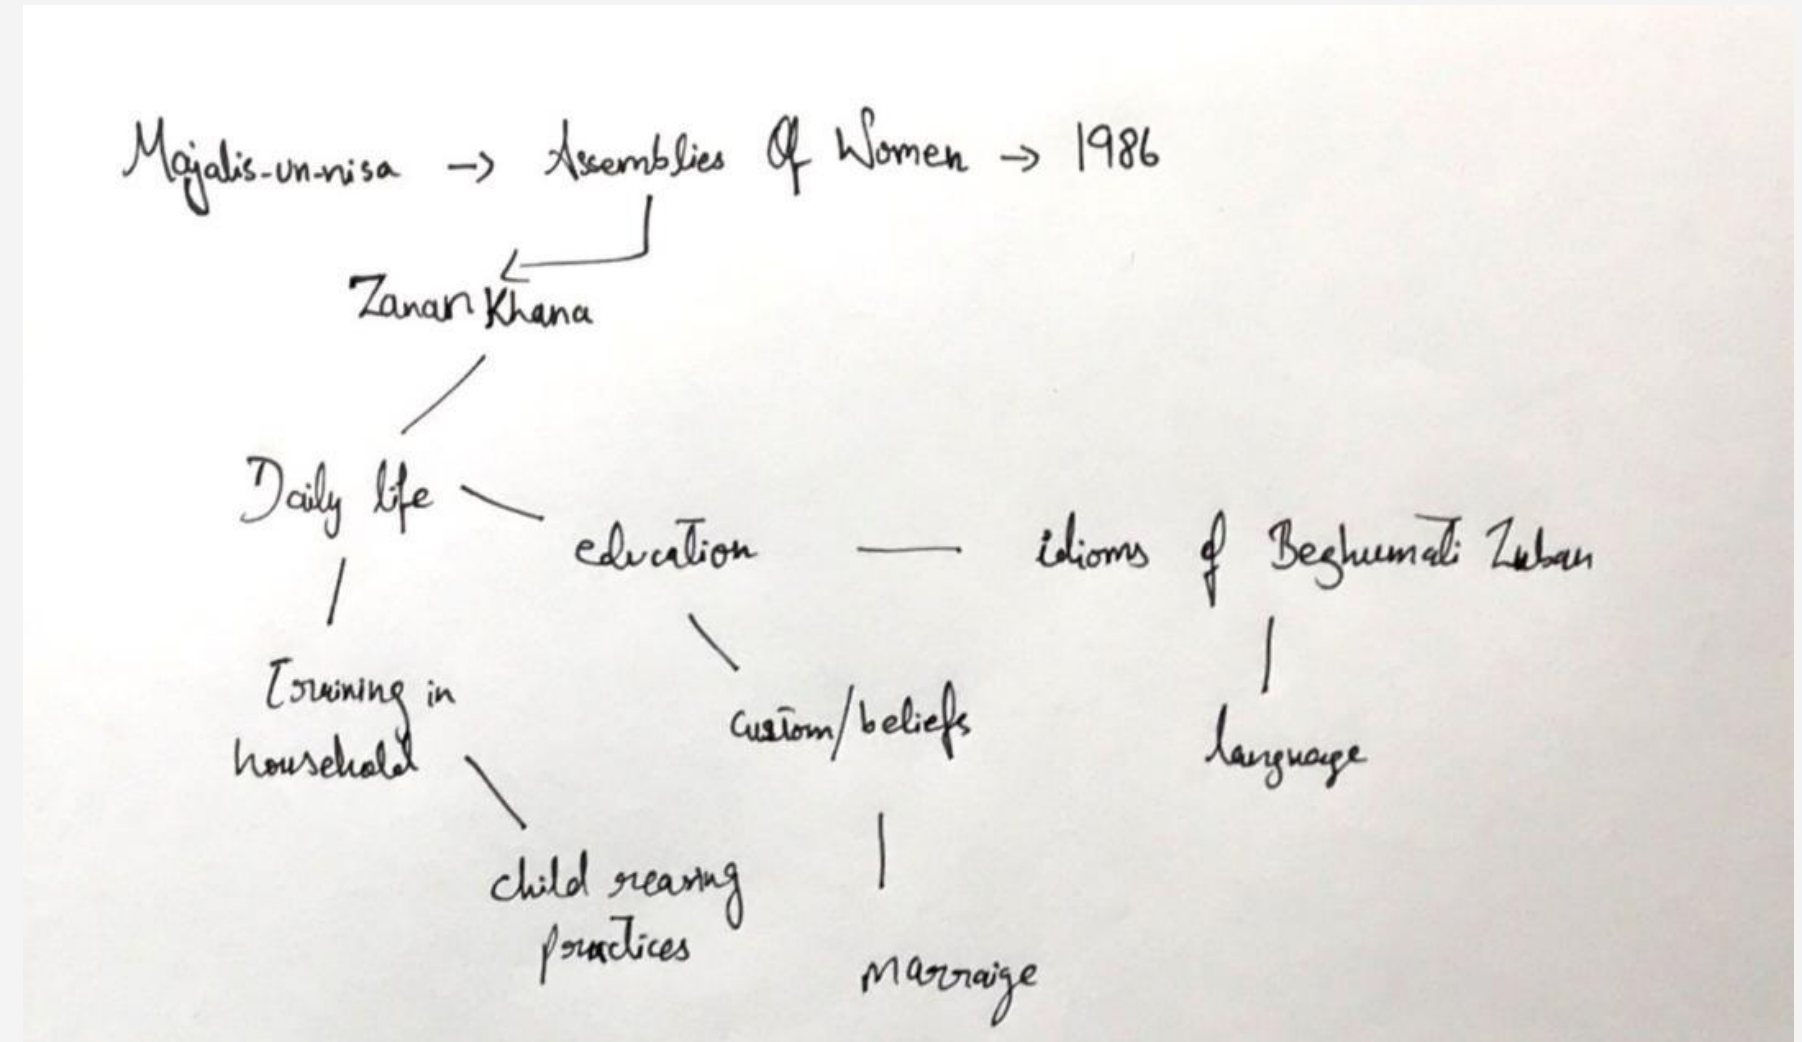 Majalis-un-nisa → Assemblies Of Women → 1986
Zanan Khana
Daily life
education
idioms of Beghumati Zuban
Training in
household
custom/beliefs
language
child rearing
practices
Marraige